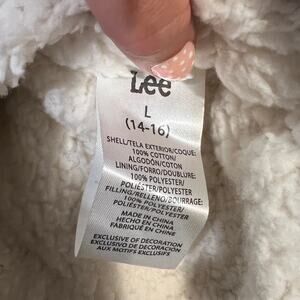 Lee
L
(14-16)
SHELL/TELA EXTERIOR/COQUE:
100% COTTON/
ALGODÓN/COTON
LINING/FORRO/DOUBLURE:
100% POLYESTER/
POLIÉSTER/POLYESTER
FILLING/RELLENO/BOURRAGE:
100% POLYESTER/
POLIÉSTER/POLYESTER
MADE IN CHINA
HECHO EN CHINA
FABRIQUÉ EN CHINE
EXCLUSIVE OF DECORATION
EXCLUSIVO DE DECORACIÓN
AUX MOTIFS EXCLUSIFS